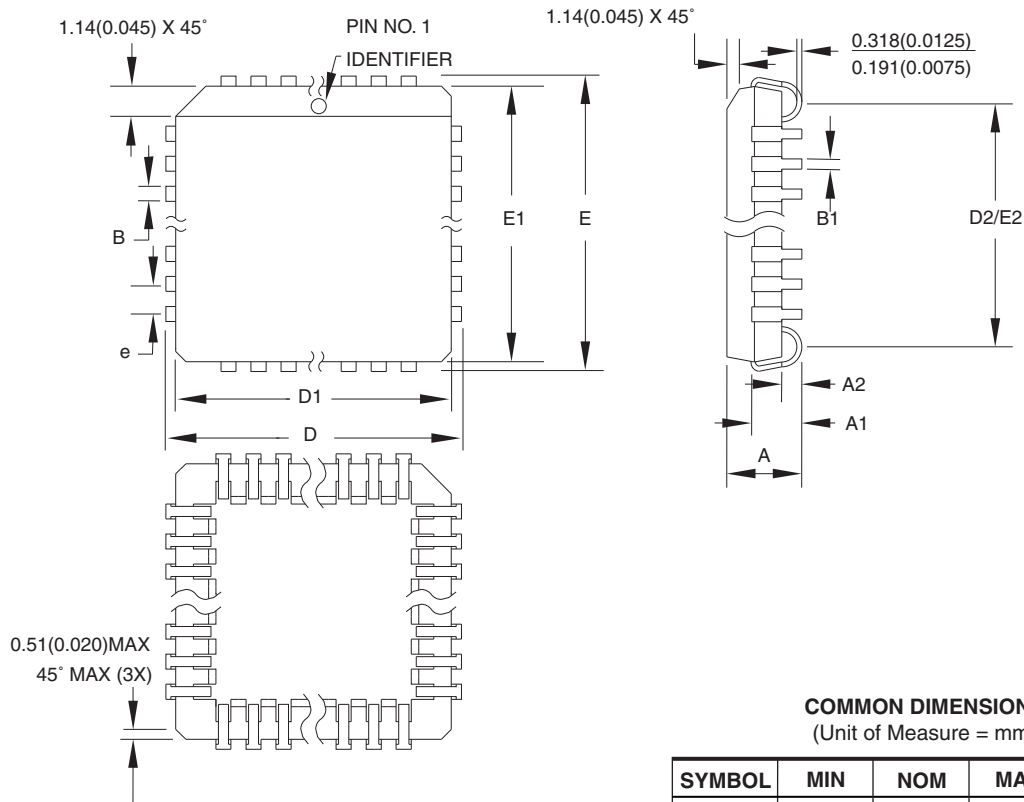 1.14(0.045) X 45˚
PIN NO. 1
IDENTIFIER
1.14(0.045) X 45˚
0.318(0.0125)
0.191(0.0075)
B
e
E1
E
B1
D2/E2
A2
A1
A
D1
D
0.51(0.020)MAX
45˚ MAX (3X)
COMMON DIMENSION
(Unit of Measure = mm
SYMBOL MIN NOM MA